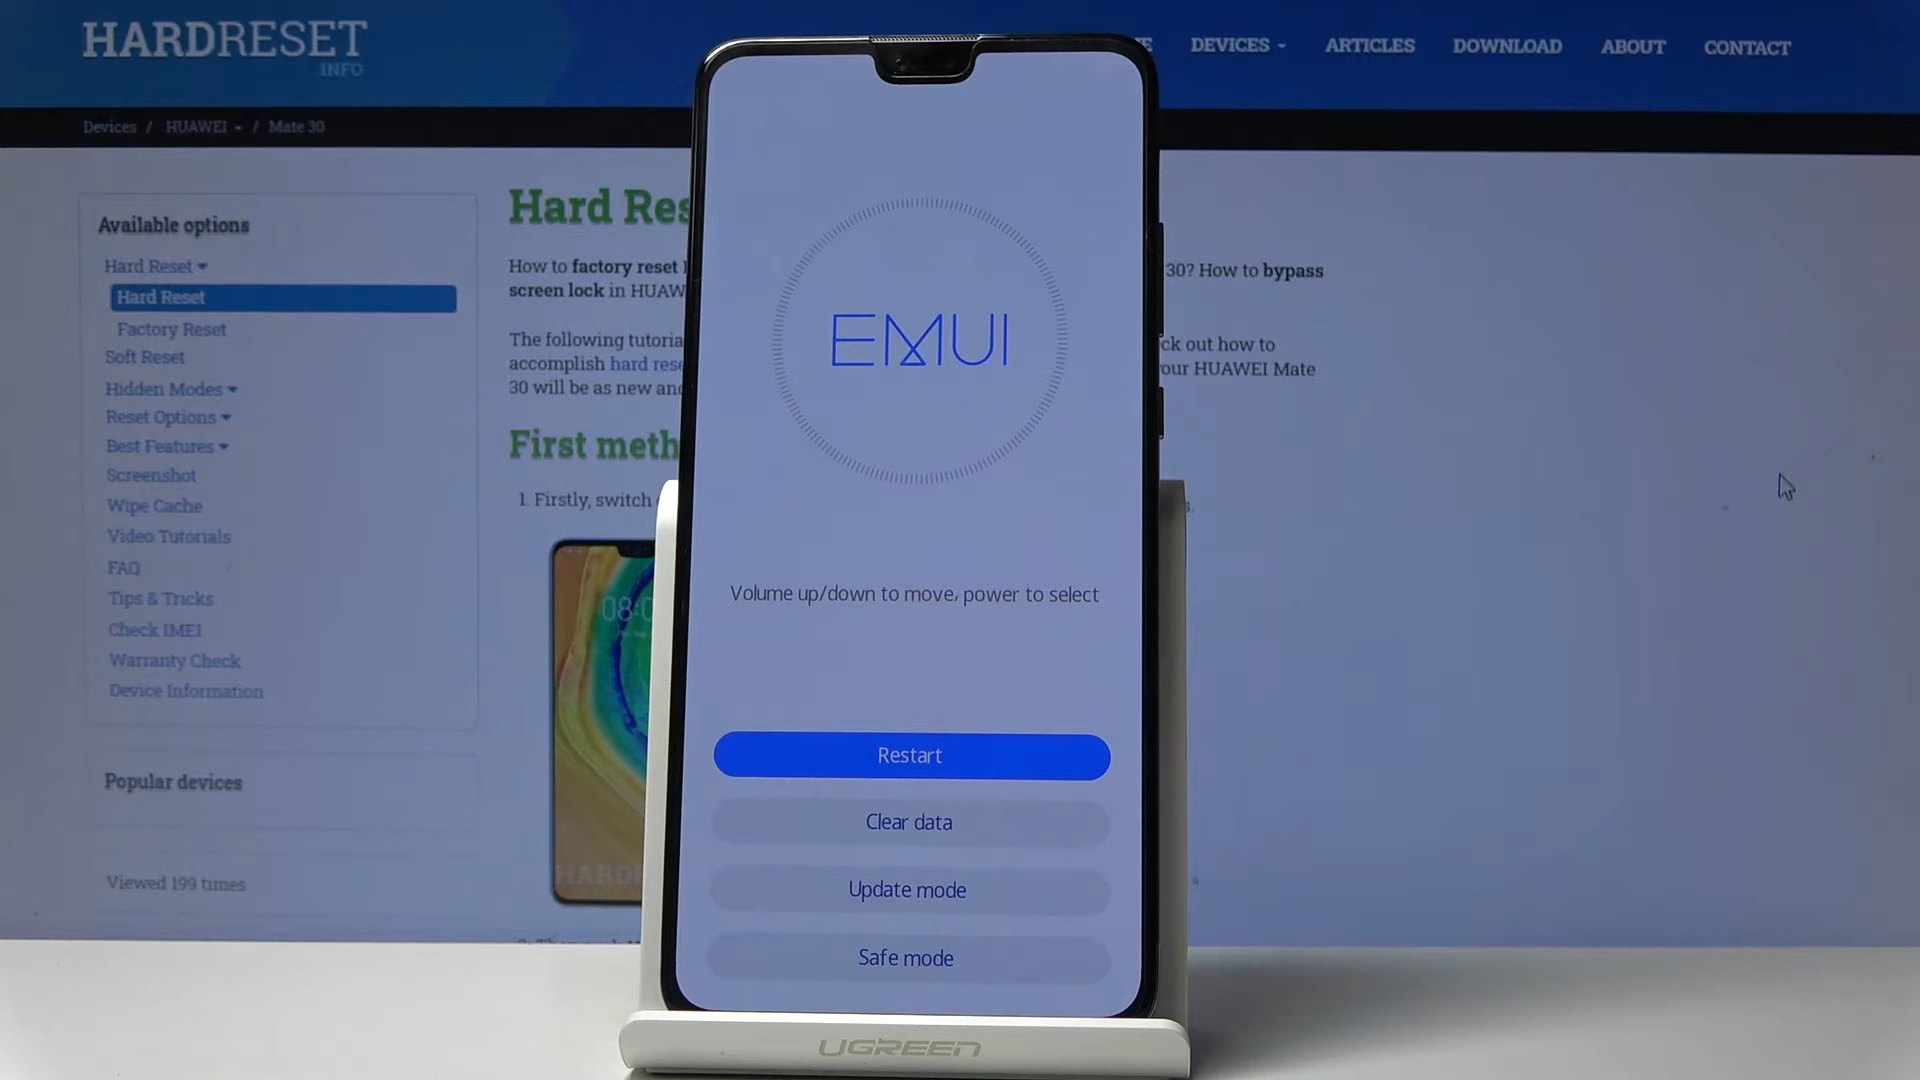 HARDRESET
INFO
DEVICES
ARTICLES
DOWNLOAD
ABOUT
CONTACT
Devices / HUAWEI / Mate 30
Available options
Hard Reset
Hard Reset
Factory Reset
Soft Reset
Hidden Modes
Reset Options
Best Features
Screenshot
Wipe Cache
Video Tutorials
FAQ
Tips & Tricks
Check IMEI
Warranty Check
Device Information
Popular devices
Viewed 199 times
Hard Res
How to factory reset
30? How to bypass
screen lock in HUAW
The following tutoria
ck out how to
accomplish hard rese
our HUAWEI Mate
30 will be as new an
First meth
1. Firstly, switch
08:0
HARD
EMUI
Volume up/down to move, power to select
Restart
Clear data
Update mode
Safe mode
UGREEN